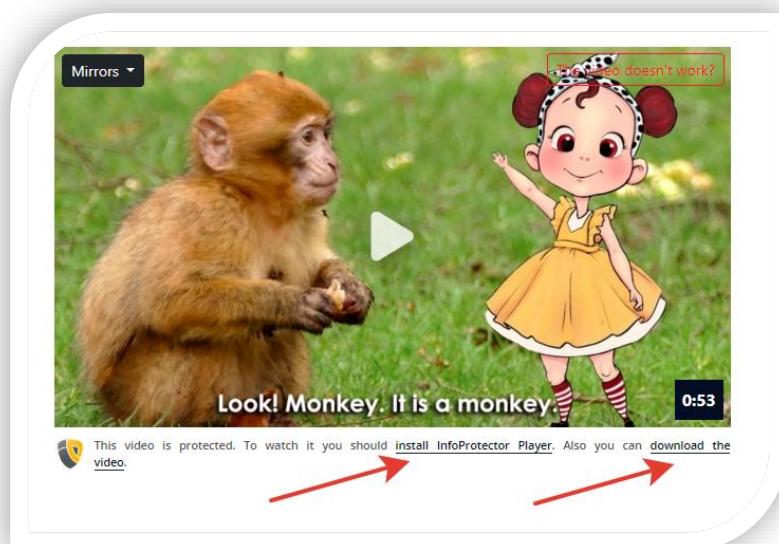 Mirrors
The video doesn't work?
Look! Monkey. It is a monkey.
0:53
This video is protected. To watch it you should install InfoProtector Player. Also you can download the
video.